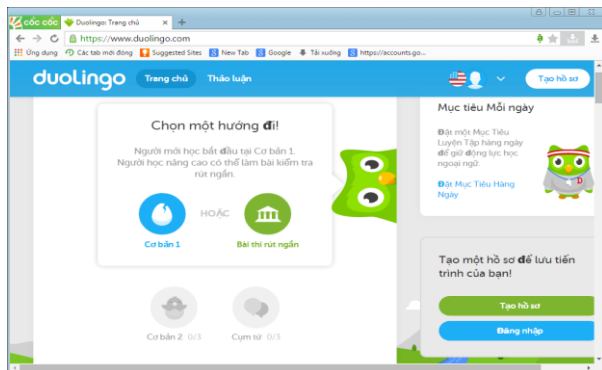 cốc cốc Duolingo: Trang chủ
https://www.duolingo.com
Ứng dụng Các tab mới đóng Suggested Sites New Tab Google Tải xuống https://accounts.go...
duolingo Trang chủ Thảo luận Tạo hồ sơ
Chọn một hướng đi!
Người mới học bắt đầu tại Cơ bản 1.
Người học nâng cao có thể làm bài kiểm tra
rút ngắn.
HOẶC
Cơ bản 1 Bài thi rút ngắn
Cơ bản 2 0/3 Cụm từ 0/3
Mục tiêu Mỗi ngày
Đặt một Mục Tiêu
Luyện Tập hàng ngày
để giữ động lực học
ngoại ngữ.
Đặt Mục Tiêu Hàng
Ngày
Tạo một hồ sơ để lưu tiến
trình của bạn!
Tạo hồ sơ
Đăng nhập